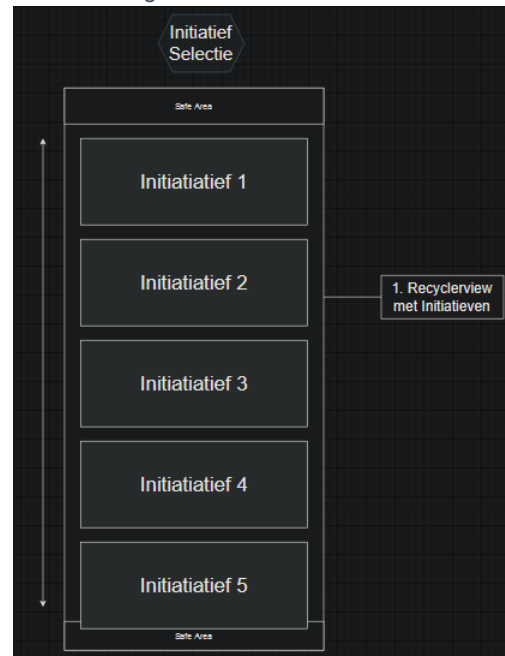 Initiatief
Selectie
Safe Area
Initiatiatief 1
Initiatiatief 2
1. Recyclerview
met Initiatieven
Initiatiatief 3
Initiatiatief 4
Initiatiatief 5
Safe Area